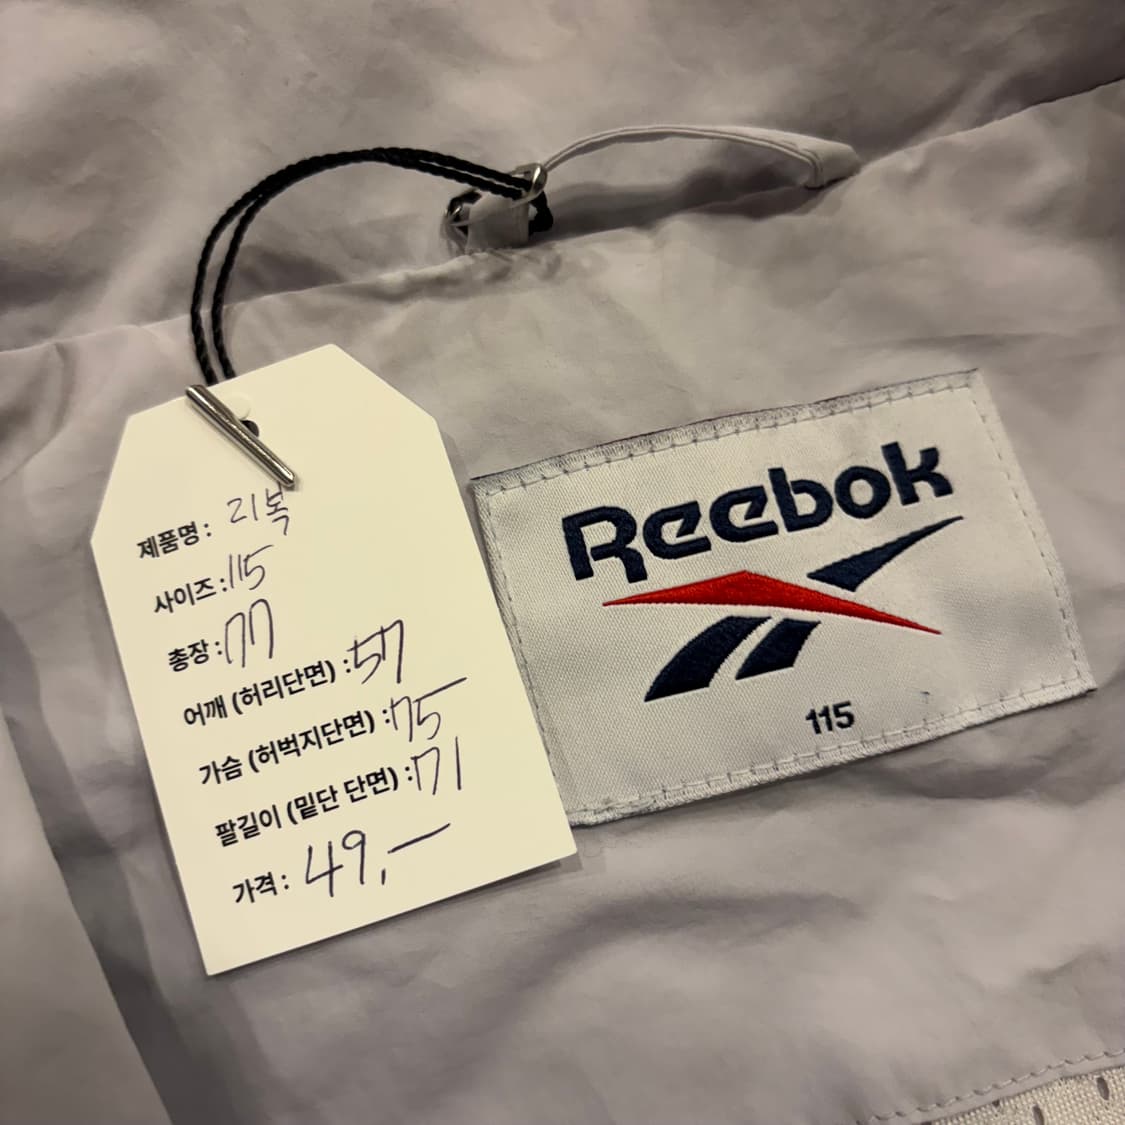 제품명 : 리복
사이즈 : 115
총장 : 77
어깨 (허리단면) : 57
가슴 (허벅지단면) : 75
팔길이 (밑단 단면) : 71
가격 : 49,—
Reebok
115